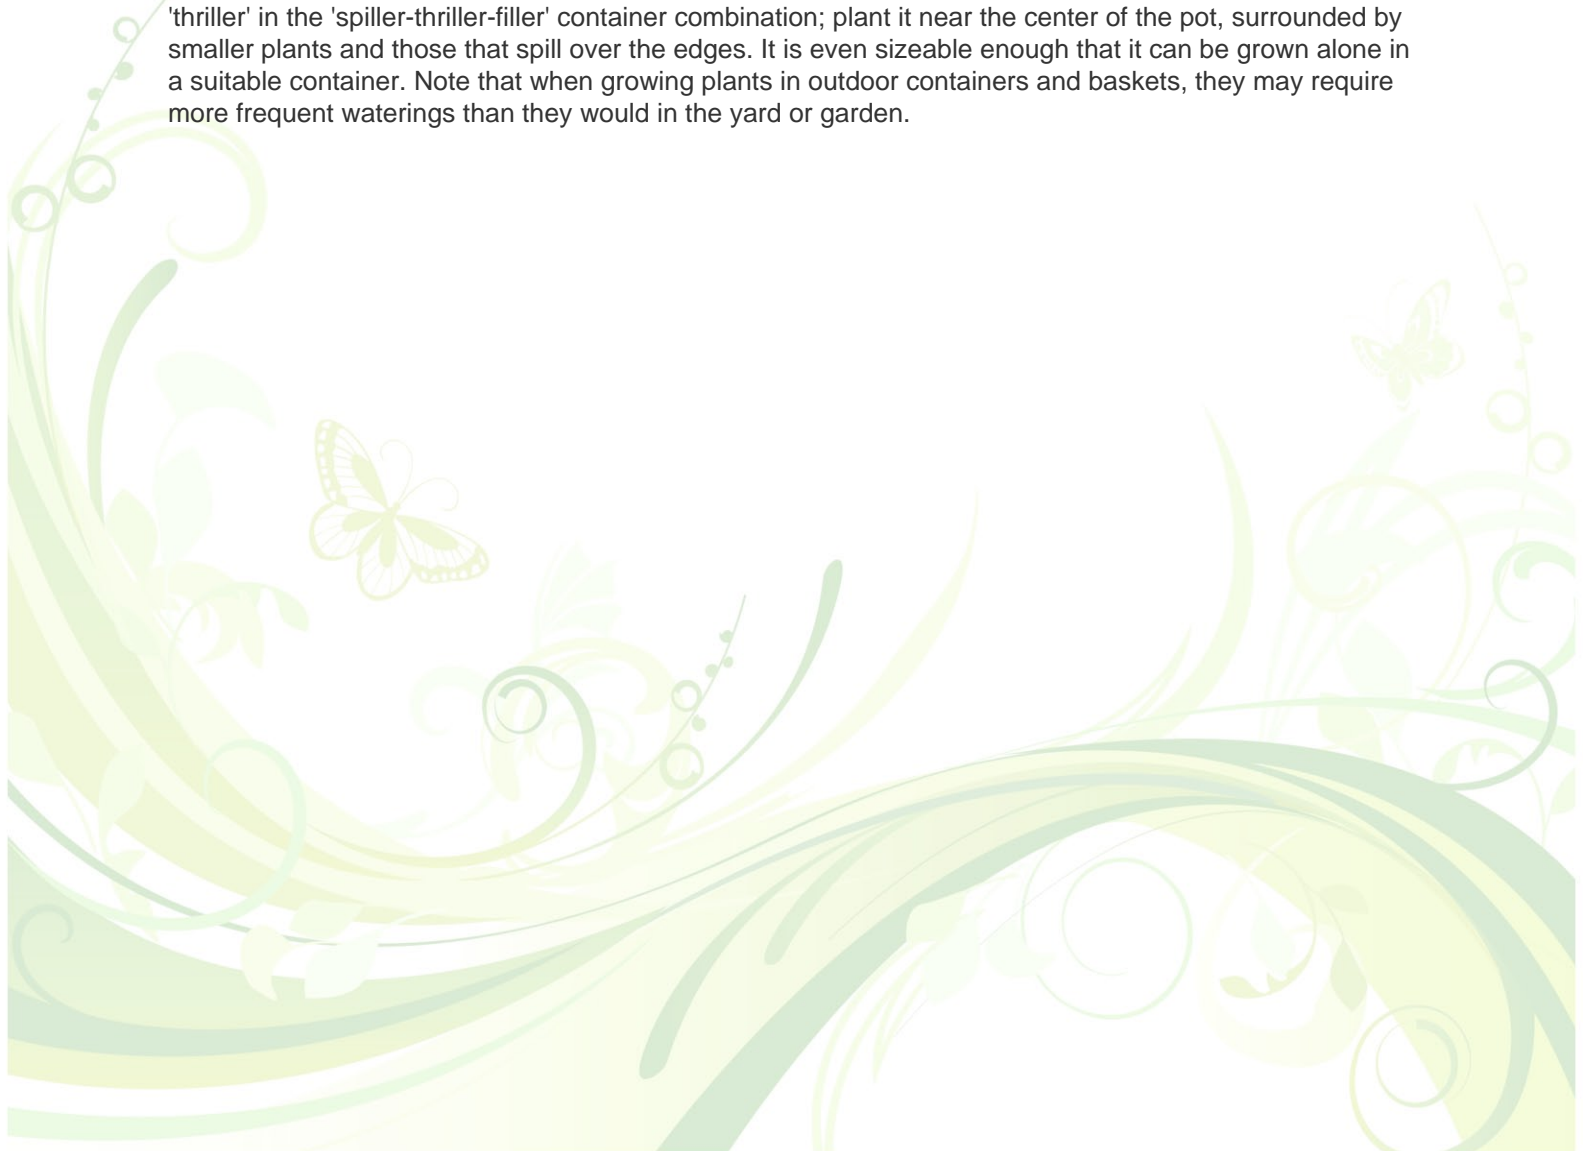 'thriller' in the 'spiller-thriller-filler' container combination; plant it near the center of the pot, surrounded by
smaller plants and those that spill over the edges. It is even sizeable enough that it can be grown alone in
a suitable container. Note that when growing plants in outdoor containers and baskets, they may require
more frequent waterings than they would in the yard or garden.